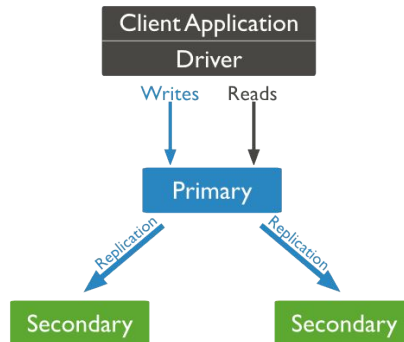 Client Application
Driver
Writes Reads
Primary
Replication Replication
Secondary Secondary